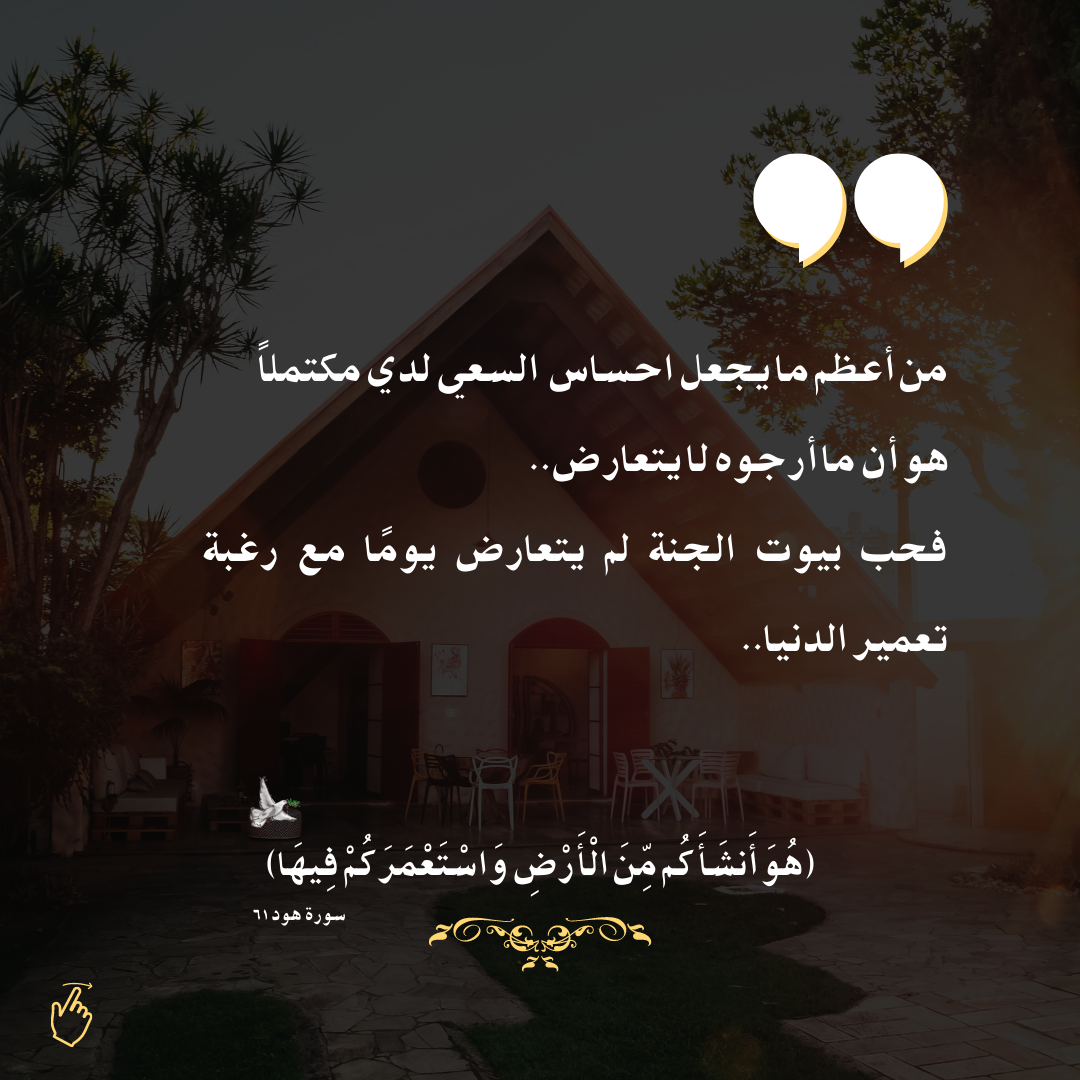 من أعظم ما يجعل احساس السعي لدي مكتملاً
هو أن ما أرجوه لا يتعارض..
فحب بيوت الجنة لم يتعارض يومًا مع رغبة
تعمير الدنيا..
(هُوَ أَنشَأَكُم مِّنَ الْأَرْضِ وَاسْتَعْمَرَكُمْ فِيهَا)
سورة هود ٦١